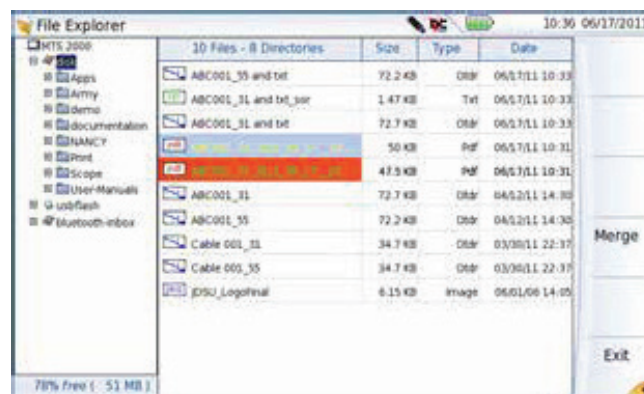 File Explorer
10:36 06/17/2011
MTS 2000
disk
Apps
Army
demo
documentation
NANCY
Print
Scope
User-Manuals
usbflash
bluetooth-inbox
78% free ( 51 MB )
10 Files - 8 Directories Size Type Date
ABC001_55 and txt 72.2 KB Otdr 06/17/11 10:33
ABC001_31 and txt_sor 1.47 KB Txt 06/17/11 10:33
ABC001_31 and txt 72.7 KB Otdr 06/17/11 10:33
pdf 50 KB Pdf 06/17/11 10:31
pdf 47.5 KB Pdf 06/17/11 10:31
ABC001_31 72.7 KB Otdr 04/12/11 14:30
ABC001_55 72.2 KB Otdr 04/12/11 14:30
Cable 001_31 34.7 KB Otdr 03/30/11 22:37
Cable 001_55 34.7 KB Otdr 03/30/11 22:37
JDSU_LogoFinal 6.15 KB Image 06/01/06 14:05
Merge
Exit